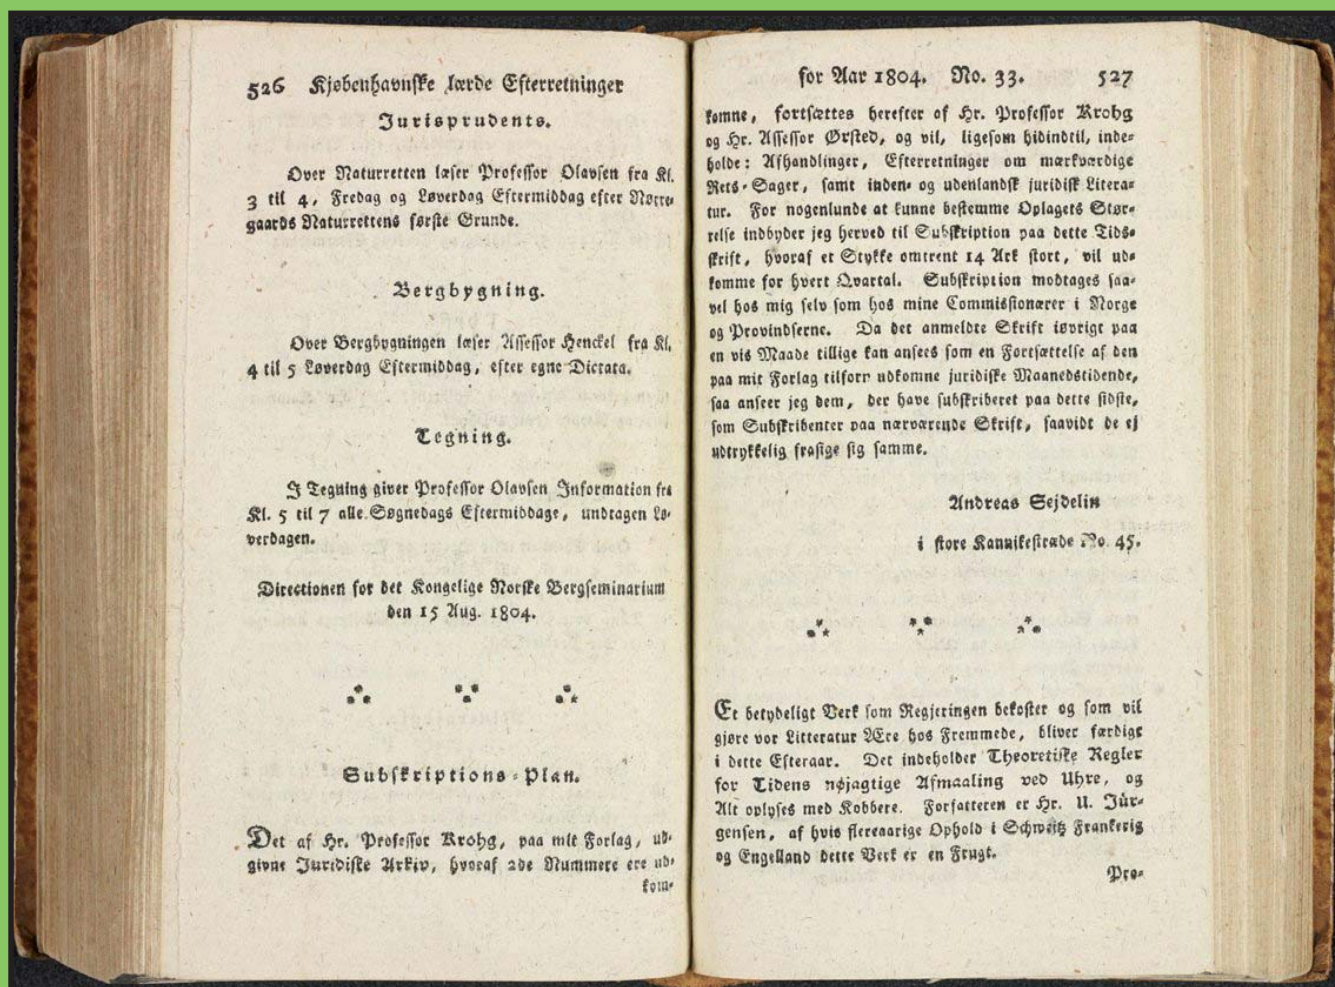 526 Kjøbenhavnske lærde Efterretninger
Jurisprudents.
Over Naturretten læser Professor Olavsen fra Kl.
3 til 4, Fredag og Løverdag Eftermiddag efter Nørre-
gaards Naturrettens første Grunde.
Bergbygning.
Over Bergbygningen læser Assessor Henckel fra Kl.
4 til 5 Løverdag Eftermiddag, efter egne Dictata.
Tegning.
I Tegning giver Professor Olavsen Information fra
Kl. 5 til 7 alle Søgnedags Eftermiddage, undtagen Lø-
verdagen.
Directionen for det Kongelige Norske Bergseminarium
den 15 Aug. 1804.
Subskriptions-Plan.
Det af Hr. Professor Krohg, paa mit Forlag, ud-
givne Juridiske Arkiv, hvoraf 2de Nummere ere ud-
kom-
for Aar 1804. No. 33. 527
komne, fortsættes herefter af Hr. Professor Krohg
og Hr. Assessor Ørsted, og vil, ligesom hidindtil, inde-
holde: Afhandlinger, Efterretninger om mærkværdige
Rets-Sager, samt inden- og udenlandsk juridisk Litera-
tur. For nogenlunde at kunne bestemme Oplagets Stør-
relse indbyder jeg herved til Subskription paa dette Tids-
skrift, hvoraf et Stykke omtrent 14 Ark stort, vil ud-
komme for hvert Qvartal. Subskription modtages saa-
vel hos mig selv som hos mine Commissionærer i Norge
og Provindserne. Da det anmeldte Skrift iøvrigt paa
en vis Maade tillige kan ansees som en Fortsættelse af den
paa mit Forlag tilforn udkomne juridiske Maanedstidende,
saa anseer jeg dem, der have subskriberet paa dette sidste,
som Subskribenter paa nærværende Skrift, saavidt de ej
udtrykkelig frasige sig samme.
Andreas Sejdelin
i store Kannikestræde No. 45.
Et betydeligt Verk som Regjeringen bekoster og som vil
gjøre vor Litteratur Ære hos Fremmede, bliver færdigt
i dette Efteraar. Det indeholder Theoretiske Regler
for Tidens nøjagtige Afmaaling ved Uhre, og
Alt oplyses med Kobbere. Forfatteren er Hr. U. Jür-
gensen, af hvis flereaarige Ophold i Schweitz Frankerig
og Engelland dette Verk er en Frugt.
Pro-